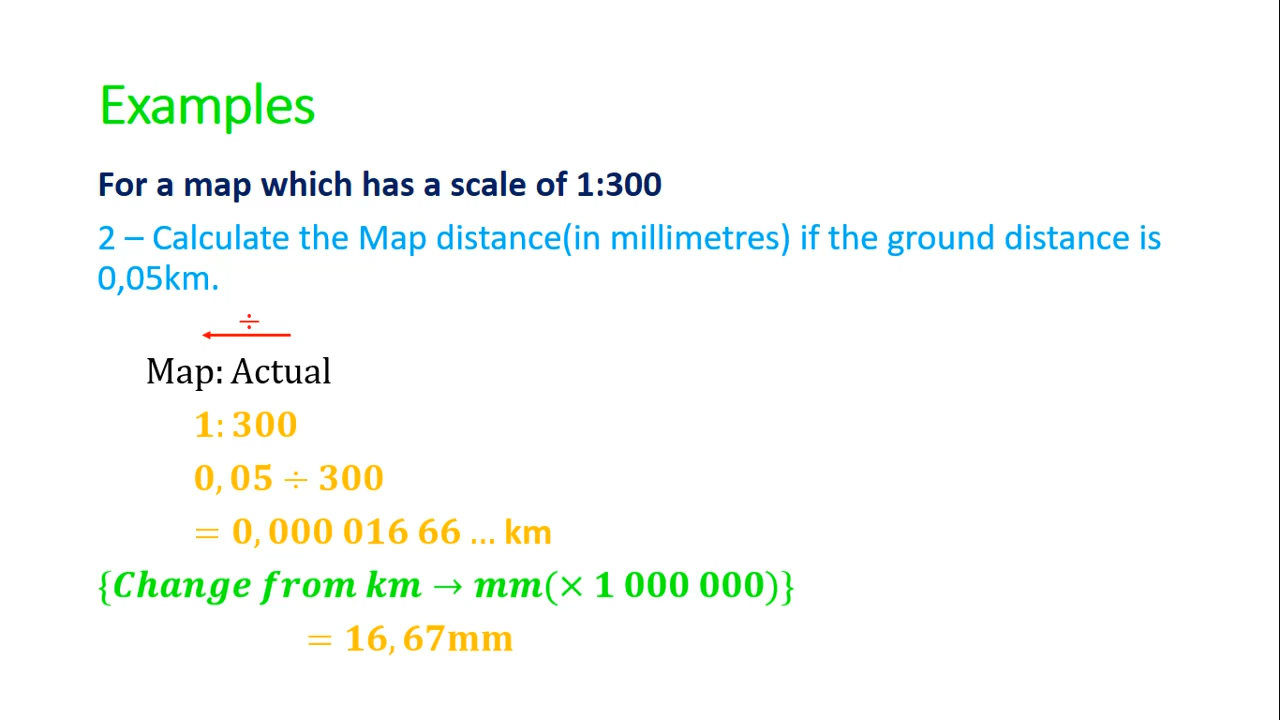 Examples
For a map which has a scale of 1:300
2 – Calculate the Map distance(in millimetres) if the ground distance is
0,05km.
÷
Map: Actual
1: 300
0, 05 ÷ 300
= 0, 000 016 66 ... km
{Change from km → mm(× 1 000 000)}
= 16, 67mm